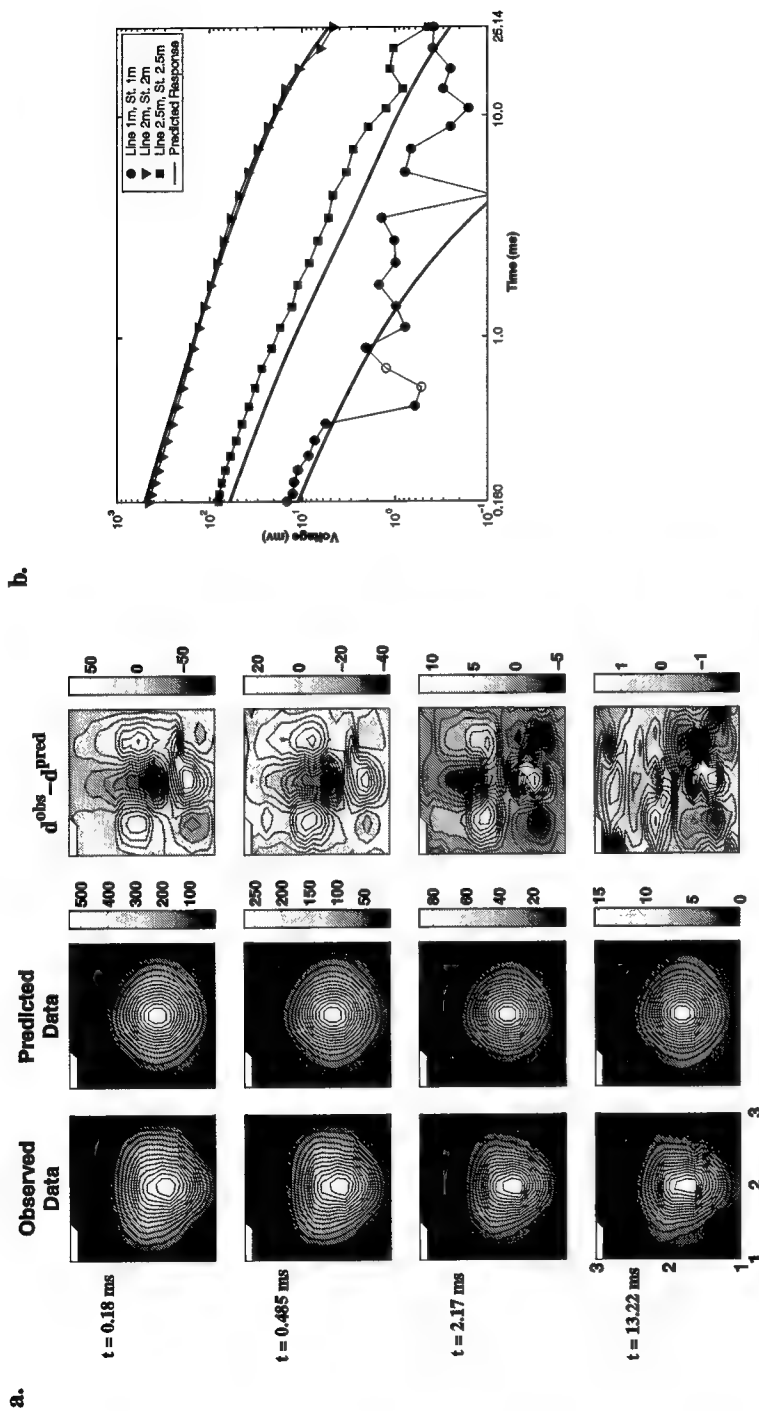 a.
Observed
Data
Predicted
Data
d^obs-d^pred
t = 0.18 ms
500
400
300
200
100
50
0
-50
t = 0.485 ms
250
200
150
100
50
20
0
-20
-40
t = 2.17 ms
80
60
40
20
10
5
0
-5
t = 13.22 ms
3
2
1
1
2
3
15
10
5
0
1
0
-1
b.
Line 1m, St. 1m
Line 2m, St. 2m
Line 2.5m, St. 2.5m
Predicted Response
Voltage (mv)
10^3
10^2
10^1
10^0
10^-1
0.180
1.0
10.0
25.14
Time (ms)